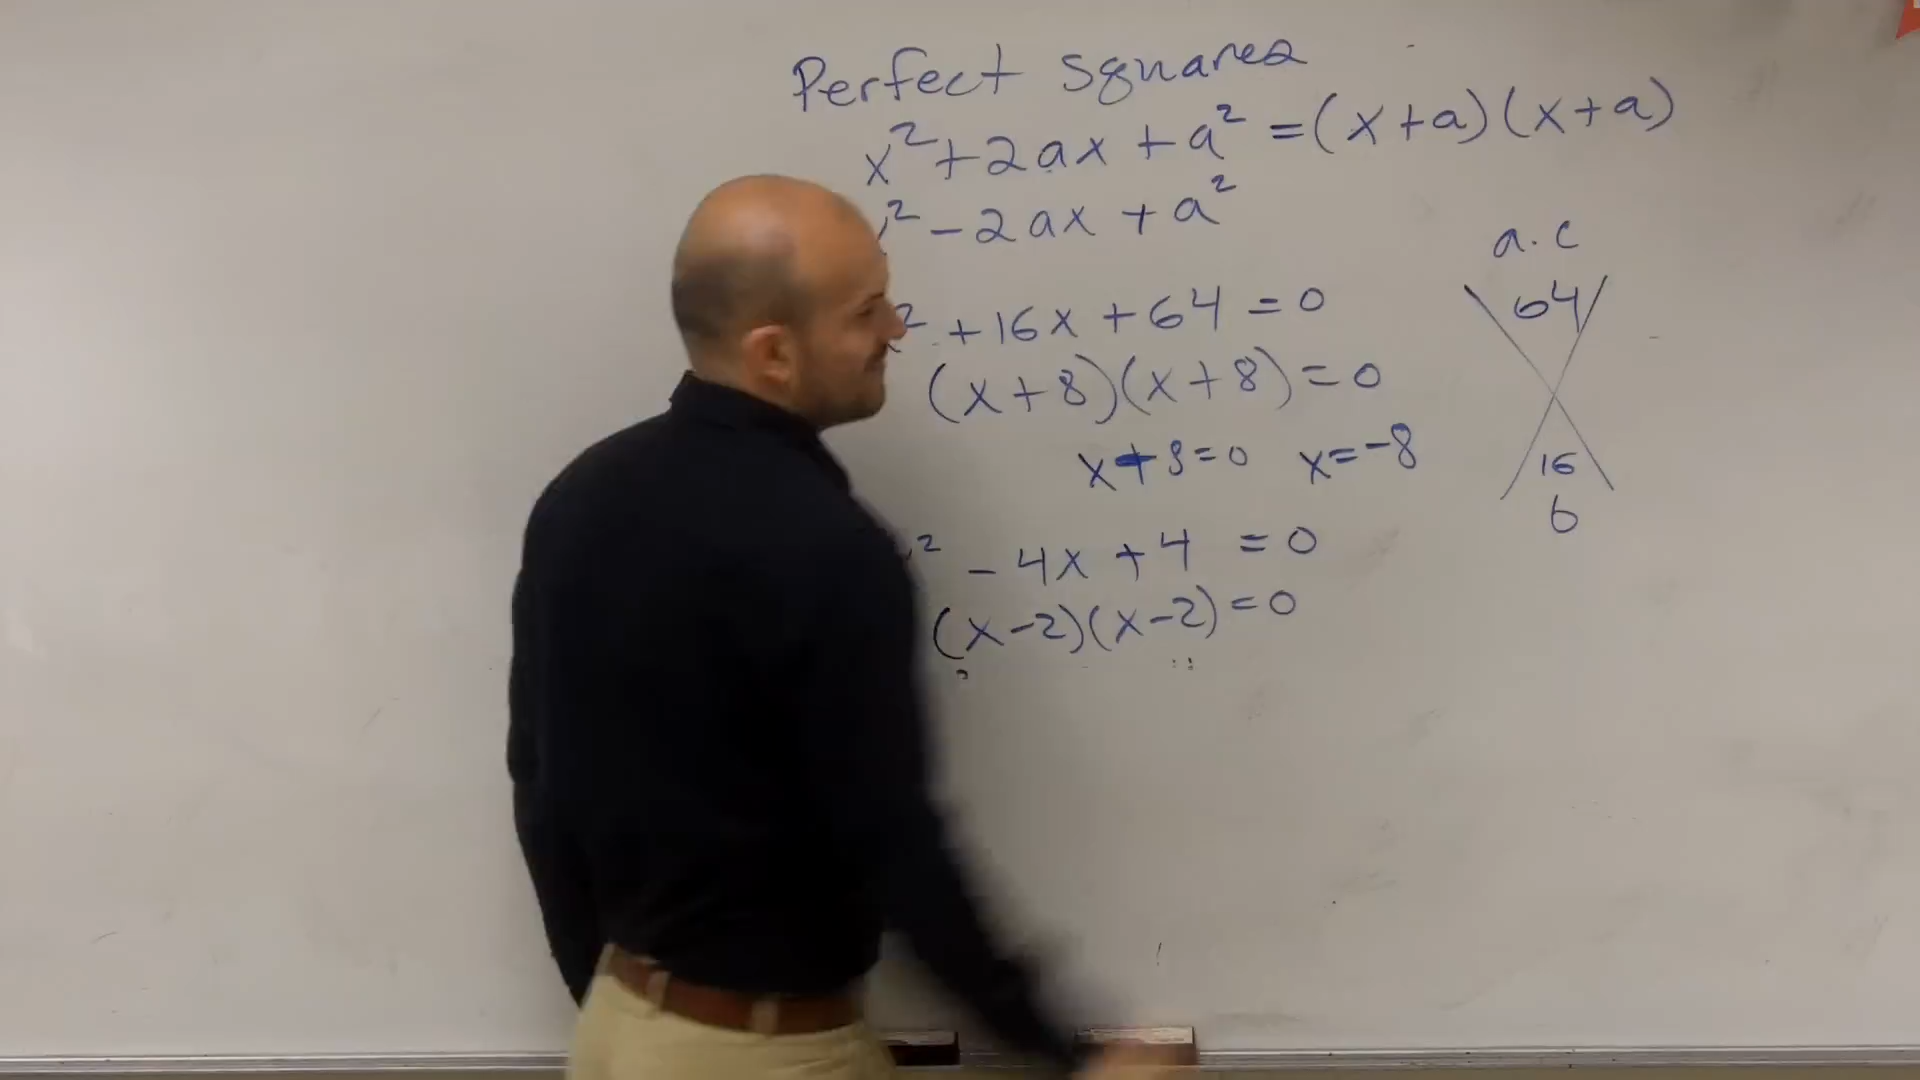 Perfect Squares
x² + 2ax + a² = (x + a)(x + a)
² - 2ax + a²
² + 16x + 64 = 0
(x + 8)(x + 8) = 0
x + 8 = 0 x = -8
² - 4x + 4 = 0
(x - 2)(x - 2) = 0
a · c
64
16
b